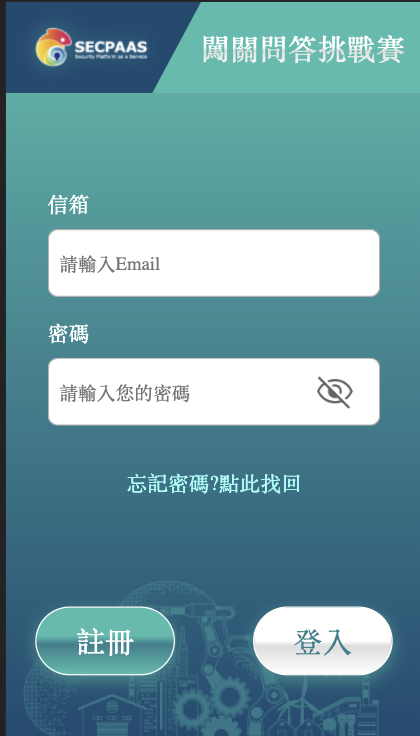 SECPAAS
Security Platform as a Service
闖關問答挑戰賽
信箱
請輸入Email
密碼
請輸入您的密碼
忘記密碼?點此找回
註冊
登入